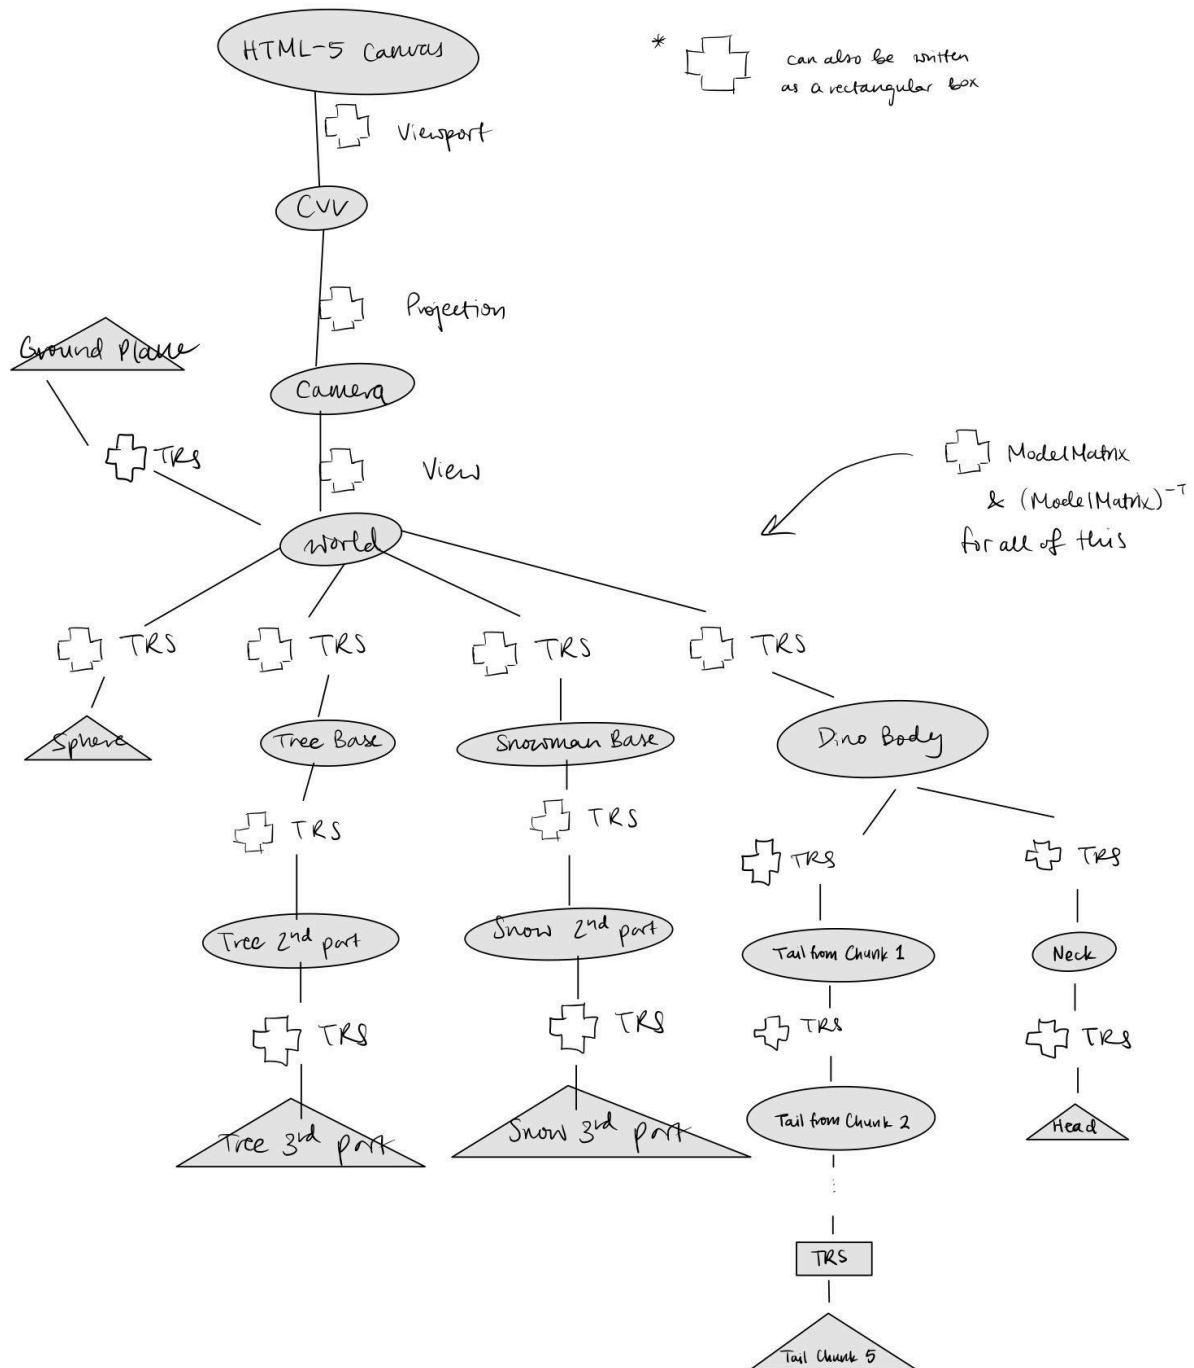 HTML-5 Canvas
* can also be written
as a rectangular box
Viewport
CVV
Projection
Ground Plane
Camera
TRS
View
ModelMatrix
& (ModelMatrix)⁻ᵀ
for all of this
World
TRS TRS TRS TRS
Sphere Tree Base Snowman Base Dino Body
TRS TRS
TRS TRS
Tree 2nd part Snow 2nd part Tail from Chunk 1 Neck
TRS TRS TRS TRS
Tree 3rd part Snow 3rd part Tail from Chunk 2 Head
TRS
Tail Chunk 5